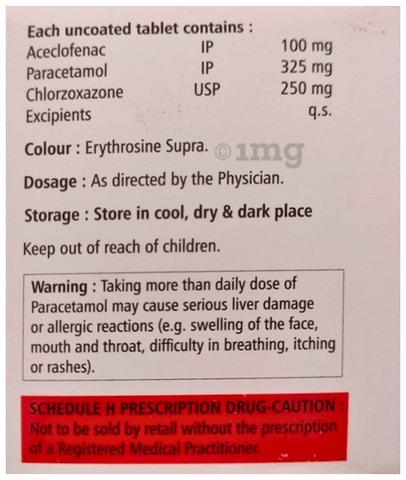 Each uncoated tablet contains :
Aceclofenac IP 100 mg
Paracetamol IP 325 mg
Chlorzoxazone USP 250 mg
Excipients q.s.
Colour : Erythrosine Supra. © 1mg
Dosage : As directed by the Physician.
Storage : Store in cool, dry & dark place
Keep out of reach of children.
Warning : Taking more than daily dose of
Paracetamol may cause serious liver damage
or allergic reactions (e.g. swelling of the face,
mouth and throat, difficulty in breathing, itching
or rashes).
SCHEDULE H PRESCRIPTION DRUG-CAUTION :
Not to be sold by retail without the prescription
of a Registered Medical Practitioner.